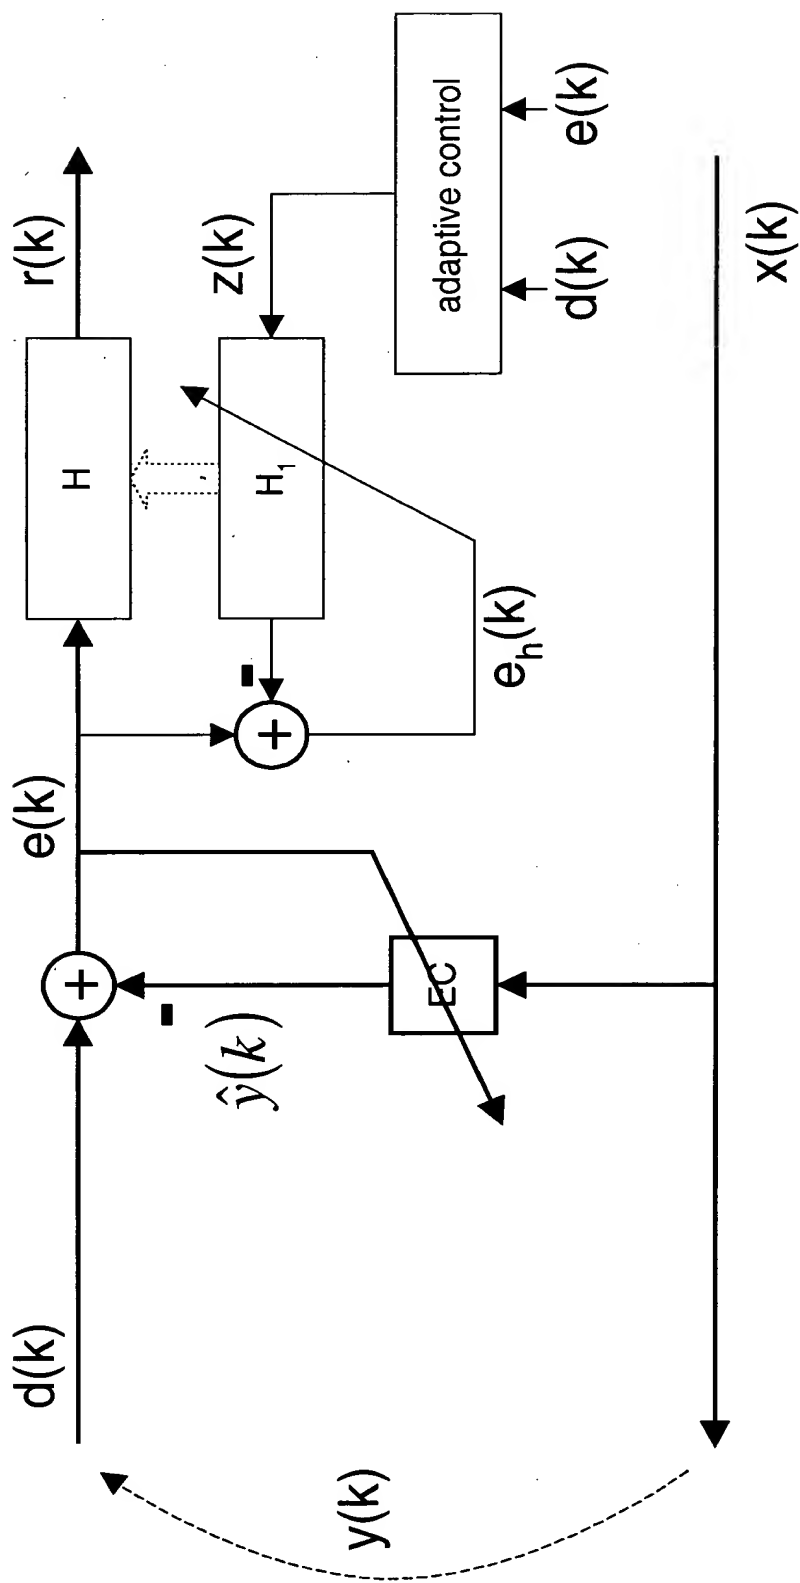 d(k)
e(k)
r(k)
+
H
-
ŷ(k)
+
-
H₁
z(k)
y(k)
EC
eₕ(k)
adaptive control
d(k)
e(k)
x(k)